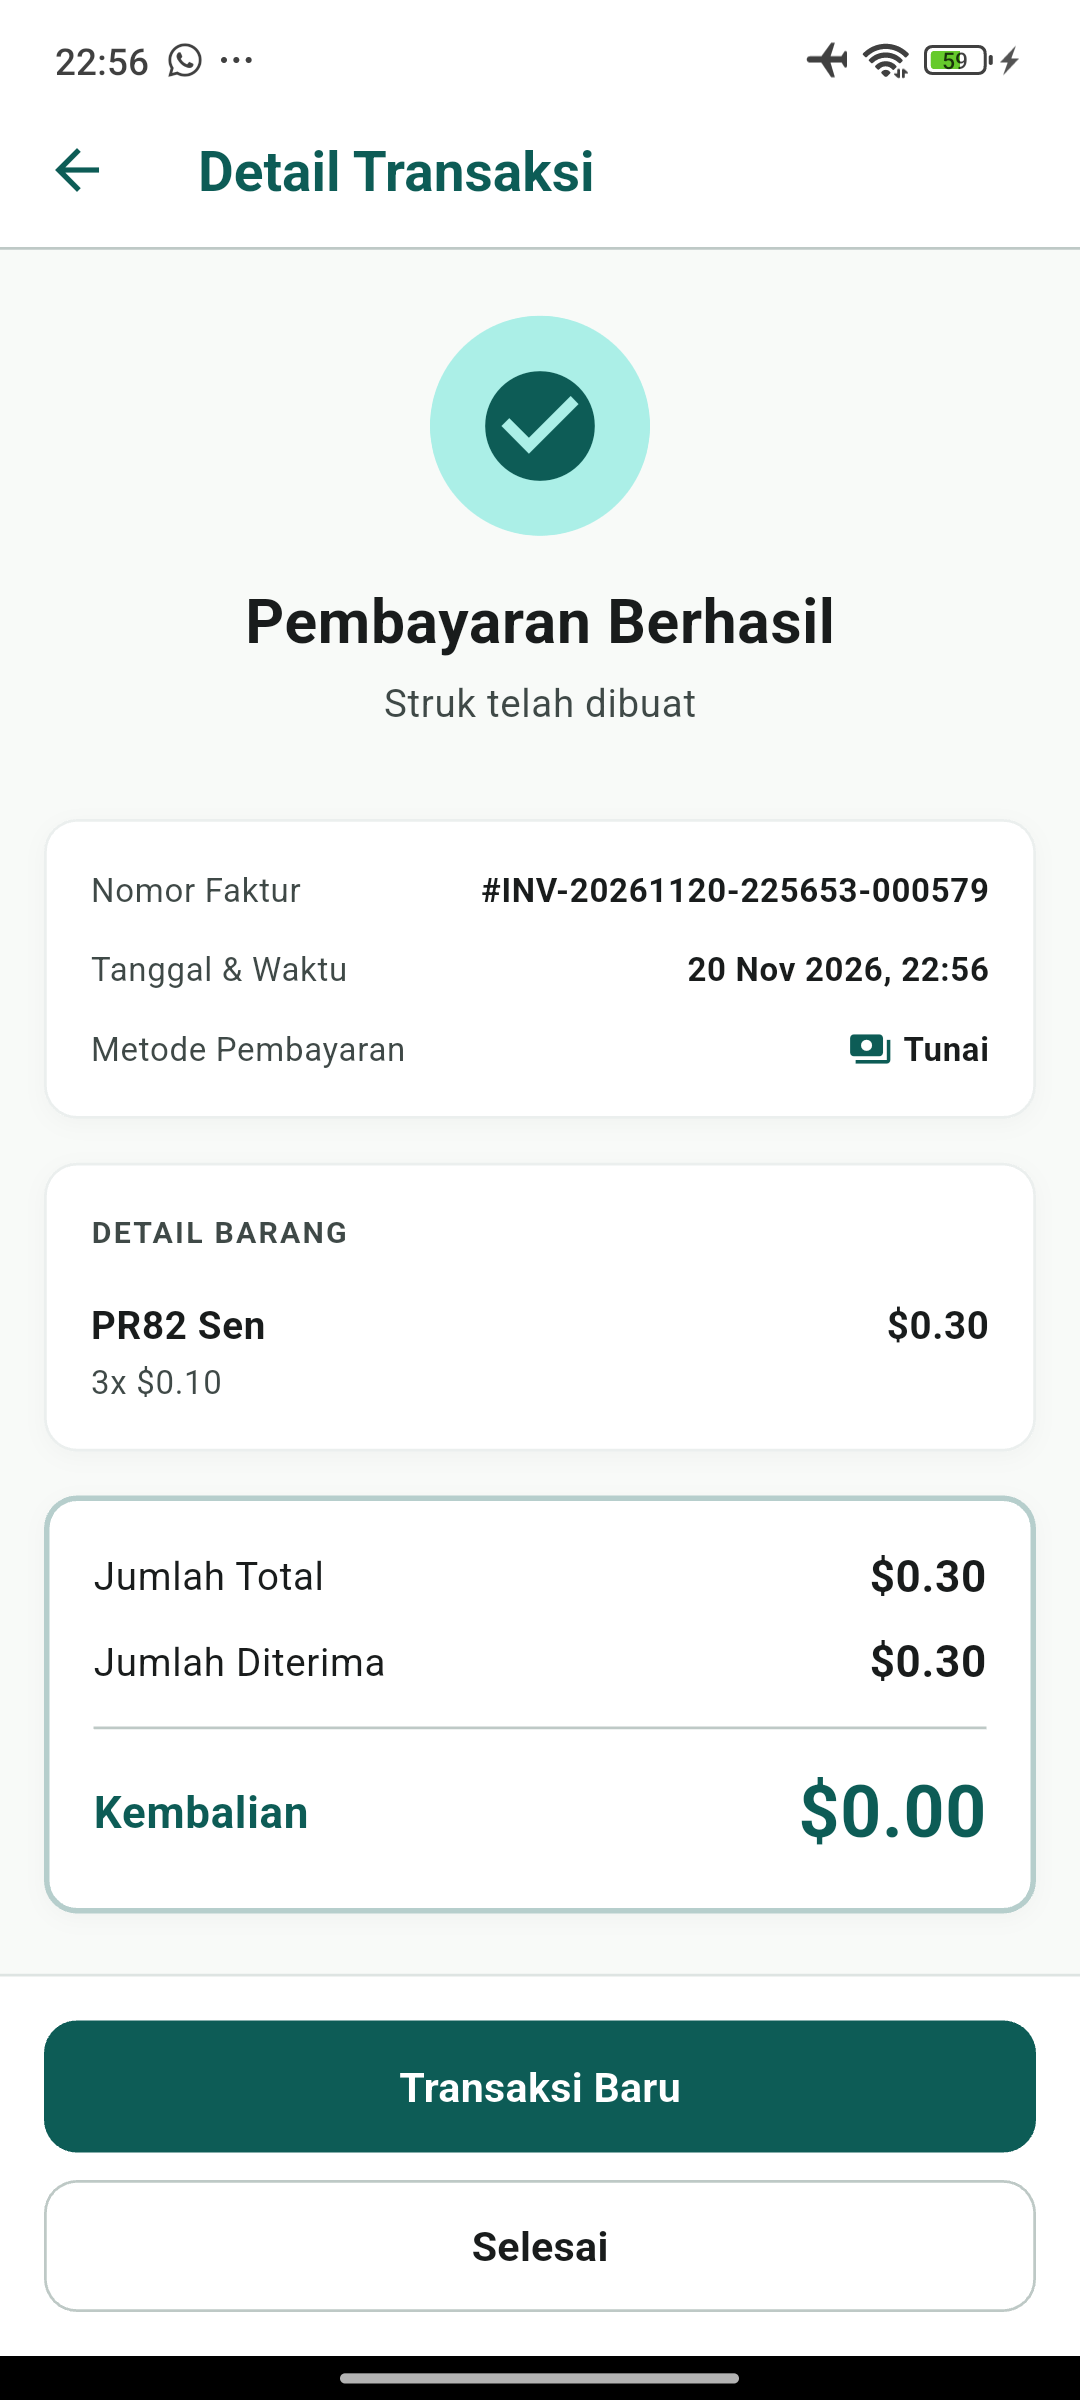 22:56
59
Detail Transaksi
Pembayaran Berhasil
Struk telah dibuat
Nomor Faktur #INV-20261120-225653-000579
Tanggal & Waktu 20 Nov 2026, 22:56
Metode Pembayaran Tunai
DETAIL BARANG
PR82 Sen $0.30
3x $0.10
Jumlah Total $0.30
Jumlah Diterima $0.30
Kembalian $0.00
Transaksi Baru
Selesai